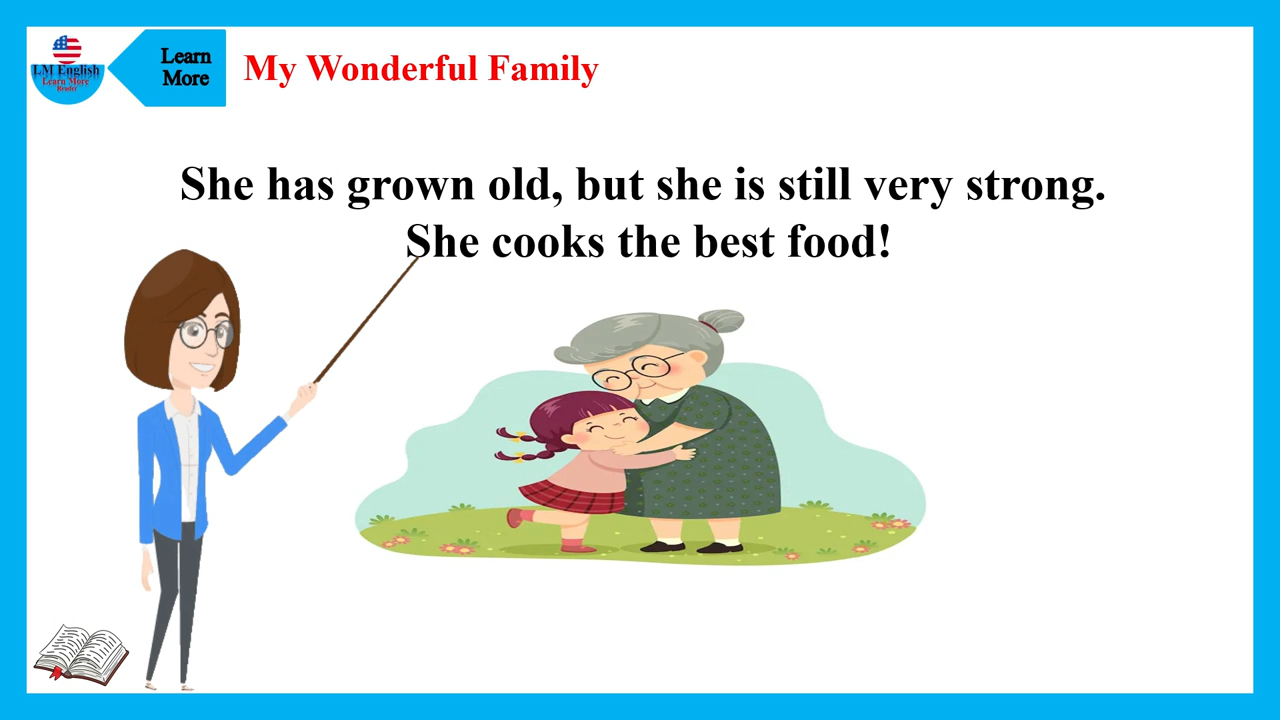 LM English
Learn More
Reader
Learn
More
My Wonderful Family
She has grown old, but she is still very strong.
She cooks the best food!